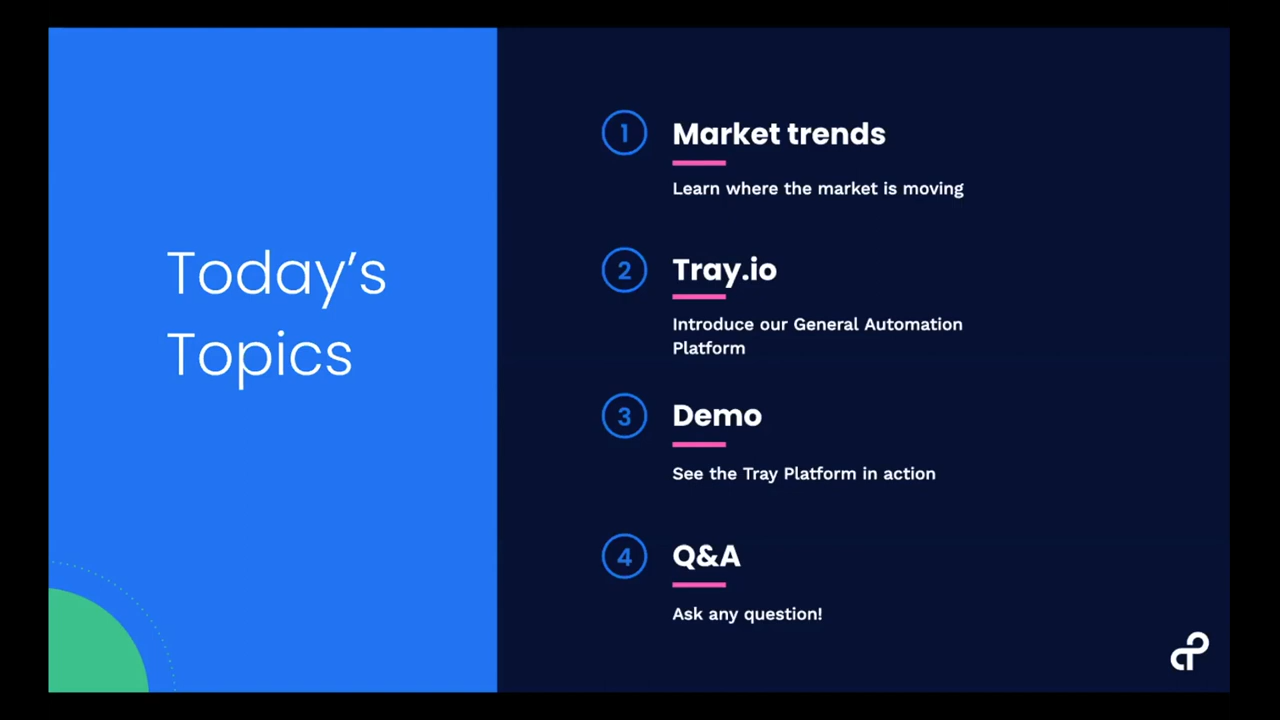 Today's
Topics
1
Market trends
Learn where the market is moving
2
Tray.io
Introduce our General Automation
Platform
3
Demo
See the Tray Platform in action
4
Q&A
Ask any question!